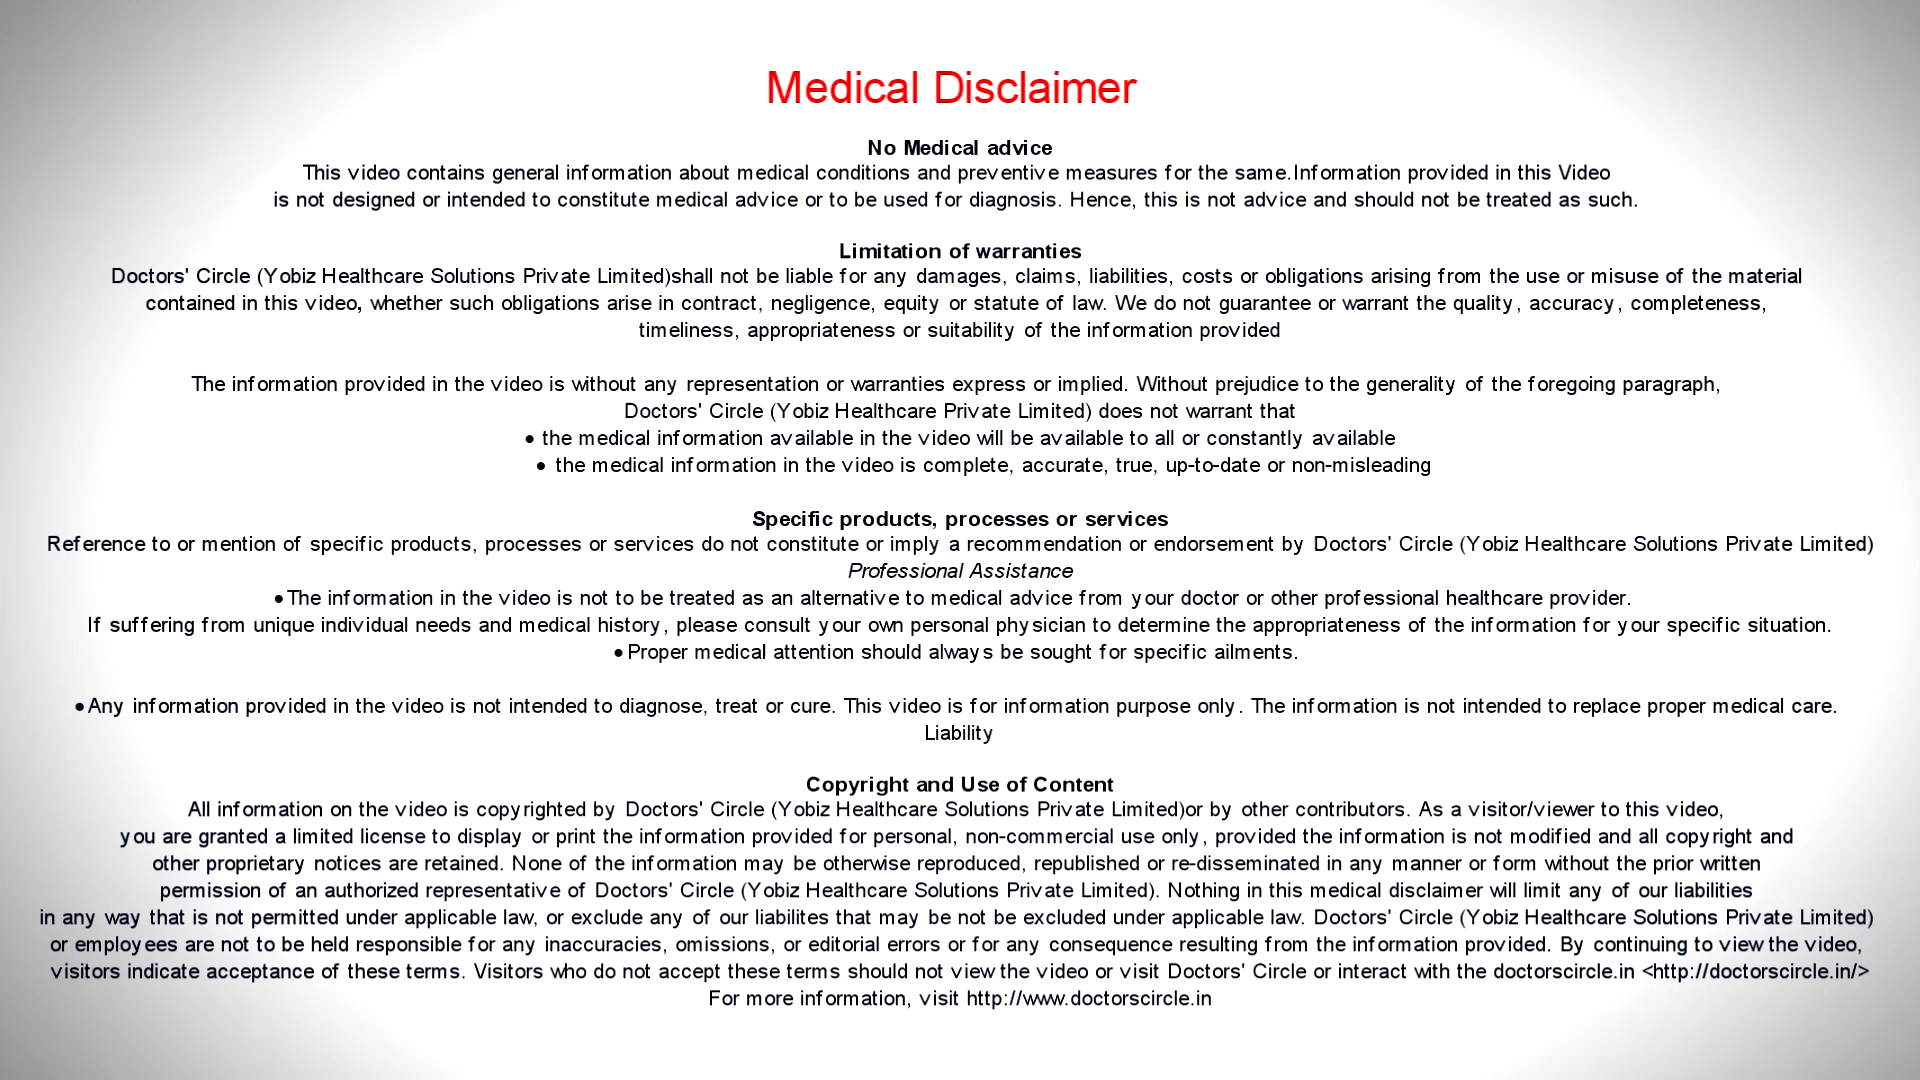 Medical Disclaimer
No Medical advice
This video contains general information about medical conditions and preventive measures for the same.Information provided in this Video
is not designed or intended to constitute medical advice or to be used for diagnosis. Hence, this is not advice and should not be treated as such.
Limitation of warranties
Doctors' Circle (Yobiz Healthcare Solutions Private Limited)shall not be liable for any damages, claims, liabilities, costs or obligations arising from the use or misuse of the material
contained in this video, whether such obligations arise in contract, negligence, equity or statute of law. We do not guarantee or warrant the quality, accuracy, completeness,
timeliness, appropriateness or suitability of the information provided
The information provided in the video is without any representation or warranties express or implied. Without prejudice to the generality of the foregoing paragraph,
Doctors' Circle (Yobiz Healthcare Private Limited) does not warrant that
• the medical information available in the video will be available to all or constantly available
• the medical information in the video is complete, accurate, true, up-to-date or non-misleading
Specific products, processes or services
Reference to or mention of specific products, processes or services do not constitute or imply a recommendation or endorsement by Doctors' Circle (Yobiz Healthcare Solutions Private Limited)
Professional Assistance
•The information in the video is not to be treated as an alternative to medical advice from your doctor or other professional healthcare provider.
If suffering from unique individual needs and medical history, please consult your own personal physician to determine the appropriateness of the information for your specific situation.
•Proper medical attention should always be sought for specific ailments.
•Any information provided in the video is not intended to diagnose, treat or cure. This video is for information purpose only. The information is not intended to replace proper medical care.
Liability
Copyright and Use of Content
All information on the video is copyrighted by Doctors' Circle (Yobiz Healthcare Solutions Private Limited)or by other contributors. As a visitor/viewer to this video,
you are granted a limited license to display or print the information provided for personal, non-commercial use only, provided the information is not modified and all copyright and
other proprietary notices are retained. None of the information may be otherwise reproduced, republished or re-disseminated in any manner or form without the prior written
permission of an authorized representative of Doctors' Circle (Yobiz Healthcare Solutions Private Limited). Nothing in this medical disclaimer will limit any of our liabilities
in any way that is not permitted under applicable law, or exclude any of our liabilites that may be not be excluded under applicable law. Doctors' Circle (Yobiz Healthcare Solutions Private Limited)
or employees are not to be held responsible for any inaccuracies, omissions, or editorial errors or for any consequence resulting from the information provided. By continuing to view the video,
visitors indicate acceptance of these terms. Visitors who do not accept these terms should not view the video or visit Doctors' Circle or interact with the doctorscircle.in <http://doctorscircle.in/>
For more information, visit http://www.doctorscircle.in